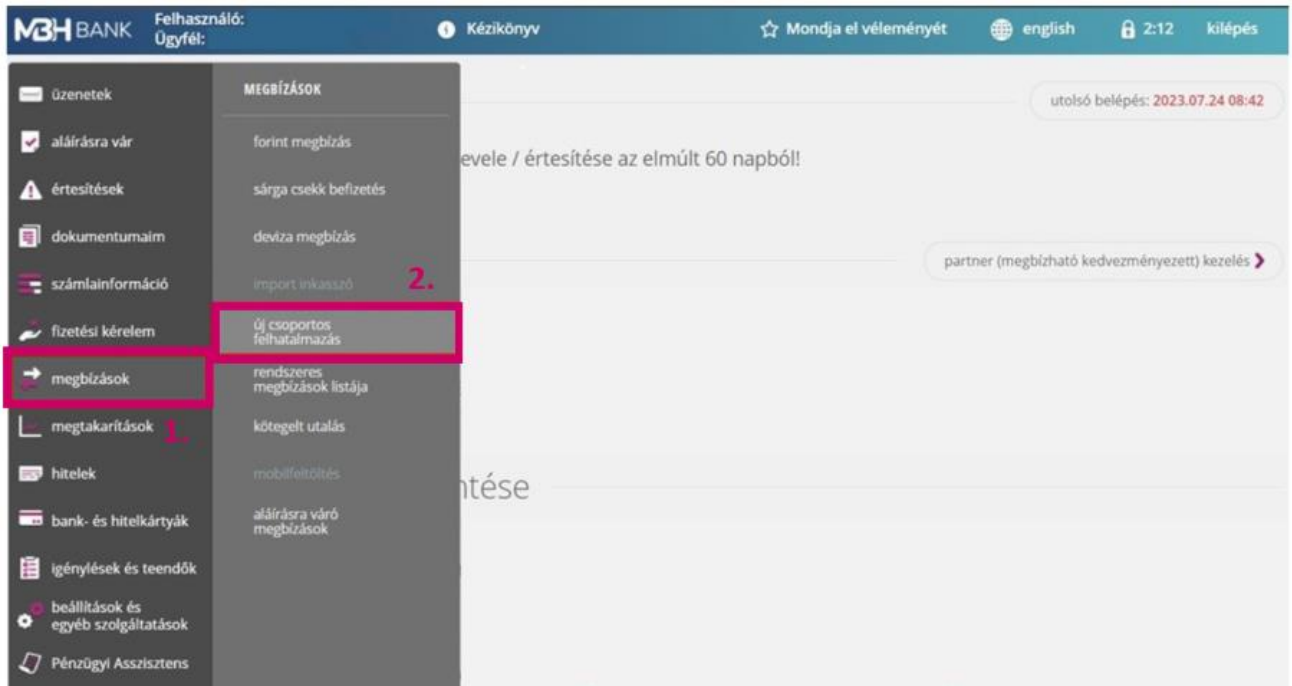 MBH BANK
Felhasználó:
Ügyfél:
Kézikönyv
Mondja el véleményét
english
2:12
kilépés
üzenetek
aláírásra vár
értesítések
dokumentumaim
számlainformáció
fizetési kérelem
megbízások
1.
megtakarítások
hitelek
bank- és hitelkártyák
igénylések és teendők
beállítások és
egyéb szolgáltatások
Pénzügyi Asszisztens
MEGBÍZÁSOK
forint megbízás
sárga csekk befizetés
deviza megbízás
import inkasszó
2.
új csoportos
felhatalmazás
rendszeres
megbízások listája
kötegelt utalás
mobilfeltöltés
aláírásra váró
megbízások
utolsó belépés: 2023.07.24 08:42
evele / értesítése az elmúlt 60 napból!
partner (megbízható kedvezményezett) kezelés
ntése